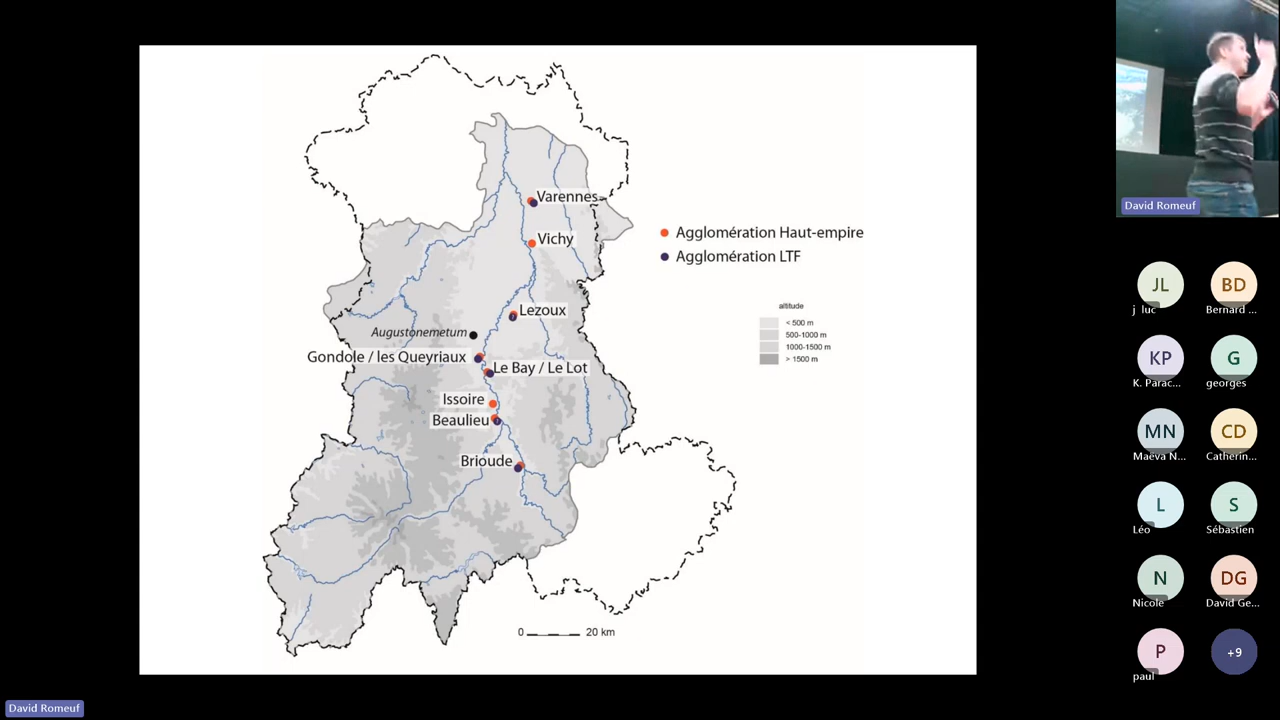 Varennes
Vichy
Lezoux
Augustonemetum
Gondole / les Queyriaux
Le Bay / Le Lot
Issoire
Beaulieu
Brioude
Agglomération Haut-empire
Agglomération LTF
altitude
< 500 m
500-1000 m
1000-1500 m
> 1500 m
0 20 km
David Romeuf
JL
j luc
BD
Bernard ...
KP
K. Parac...
G
georges
MN
Maëva N...
CD
Catherin...
L
Léo
S
Sébastien
N
Nicole
DG
David Ge...
P
paul
+9
David Romeuf